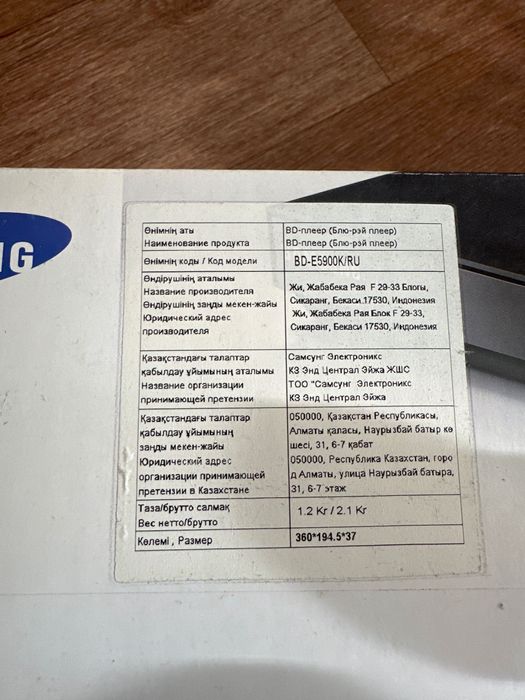 NG
Өнімнің аты BD-плеер (Блю-рэй плеер)
Наименование продукта BD-плеер (Блю-рэй плеер)
Өнімнің коды / Код модели BD-E5900K/RU
Өндірушінің аталымы
Название производителя
Өндірушінің заңды мекен-жайы
Юридический адрес
производителя
Жи, Жабабека Рая F 29-33 Блогы,
Сикаранг, Бекаси 17530, Индонезия
Жи, Жабабека Рая Блок F 29-33,
Сикаранг, Бекаси 17530, Индонезия
Қазақстандағы талаптар
қабылдау ұйымының аталымы
Название организации
принимающей претензии
Самсунг Электроникс
КЗ Энд Централ Эйжа ЖШС
ТОО "Самсунг Электроникс
КЗ Энд Централ Эйжа
Қазақстандағы талаптар
қабылдау ұйымының
заңды мекен-жайы
Юридический адрес
организации принимающей
претензии в Казахстане
050000, Қазақстан Республикасы,
Алматы қаласы, Наурызбай батыр кө
шесі, 31, 6-7 қабат
050000, Республика Казахстан, горо
д Алматы, улица Наурызбай батыра,
31, 6-7 этаж
Таза/брутто салмақ
Вес нетто/брутто
1.2 Кг / 2.1 Кг
Көлемі , Размер 360*194.5*37